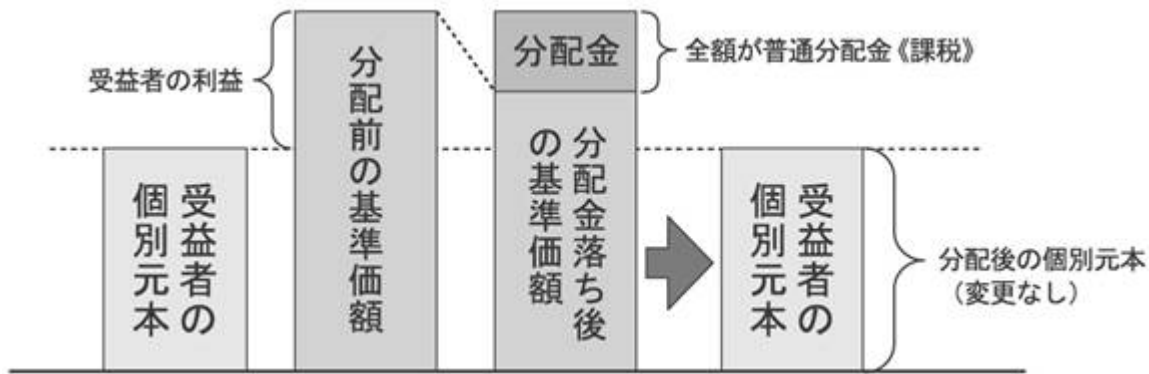 受益者の利益
受益者の
個別元本
分配前の基準価額
分配金
全額が普通分配金《課税》
分配金落ち後
の基準価額
受益者の
個別元本
分配後の個別元本
（変更なし）